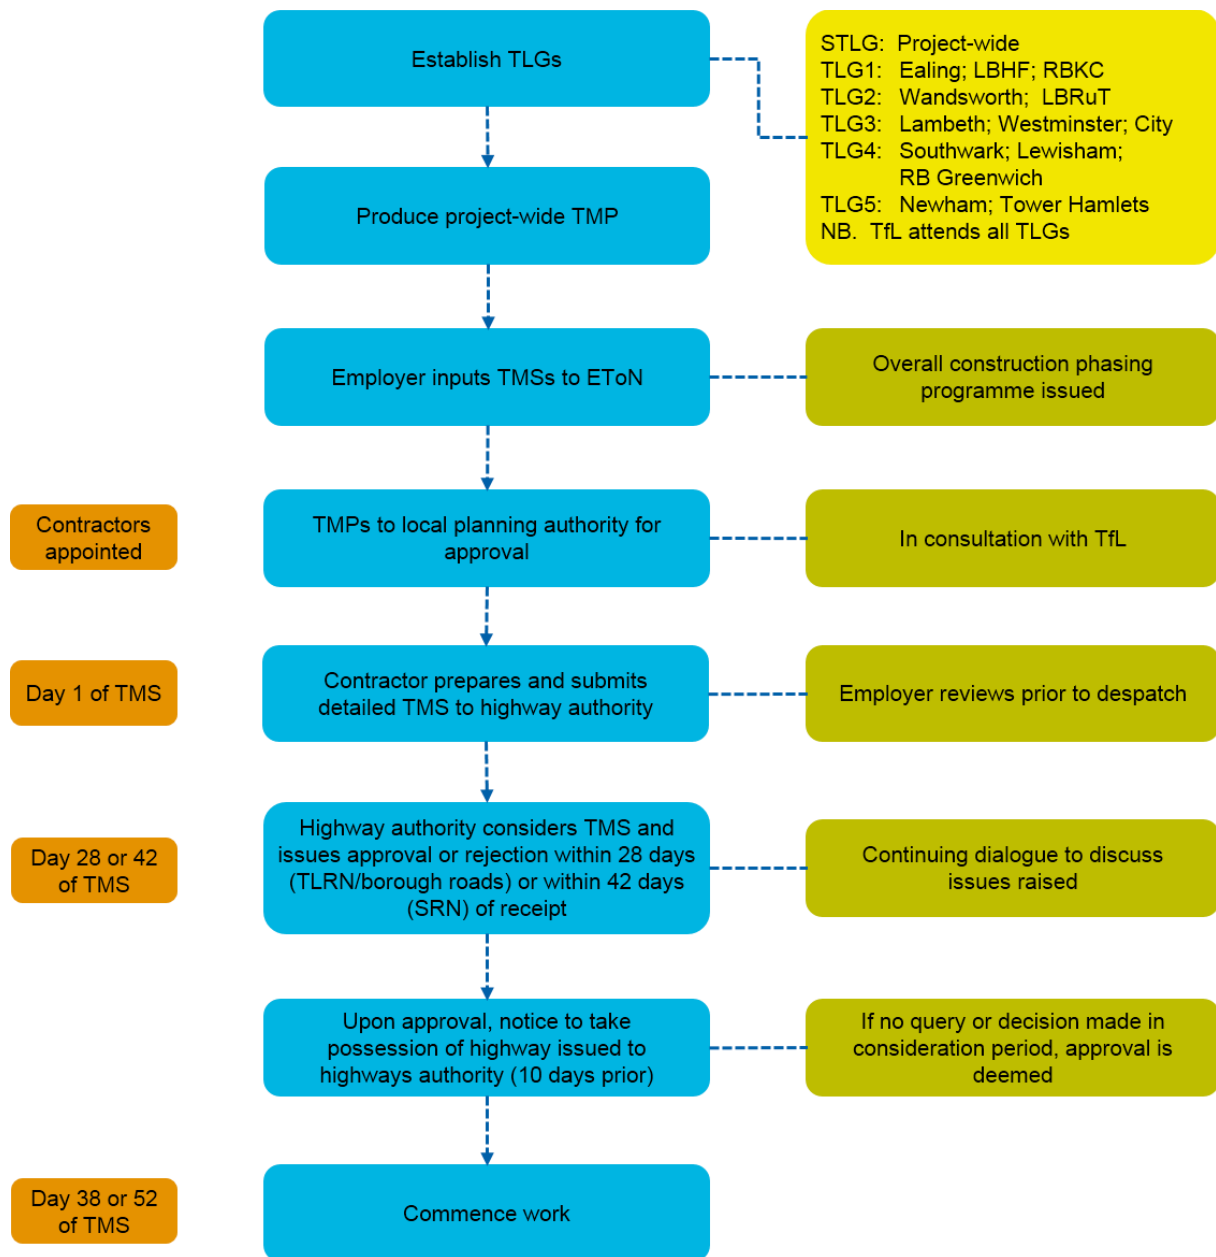 Establish TLGs
STLG: Project-wide
TLG1: Ealing; LBHF; RBKC
TLG2: Wandsworth; LBRuT
TLG3: Lambeth; Westminster; City
TLG4: Southwark; Lewisham;
RB Greenwich
TLG5: Newham; Tower Hamlets
NB. TfL attends all TLGs
Produce project-wide TMP
Employer inputs TMSs to EToN
Overall construction phasing
programme issued
Contractors
appointed
TMPs to local planning authority for
approval
In consultation with TfL
Day 1 of TMS
Contractor prepares and submits
detailed TMS to highway authority
Employer reviews prior to despatch
Day 28 or 42
of TMS
Highway authority considers TMS and
issues approval or rejection within 28 days
(TLRN/borough roads) or within 42 days
(SRN) of receipt
Continuing dialogue to discuss
issues raised
Upon approval, notice to take
possession of highway issued to
highways authority (10 days prior)
If no query or decision made in
consideration period, approval is
deemed
Day 38 or 52
of TMS
Commence work